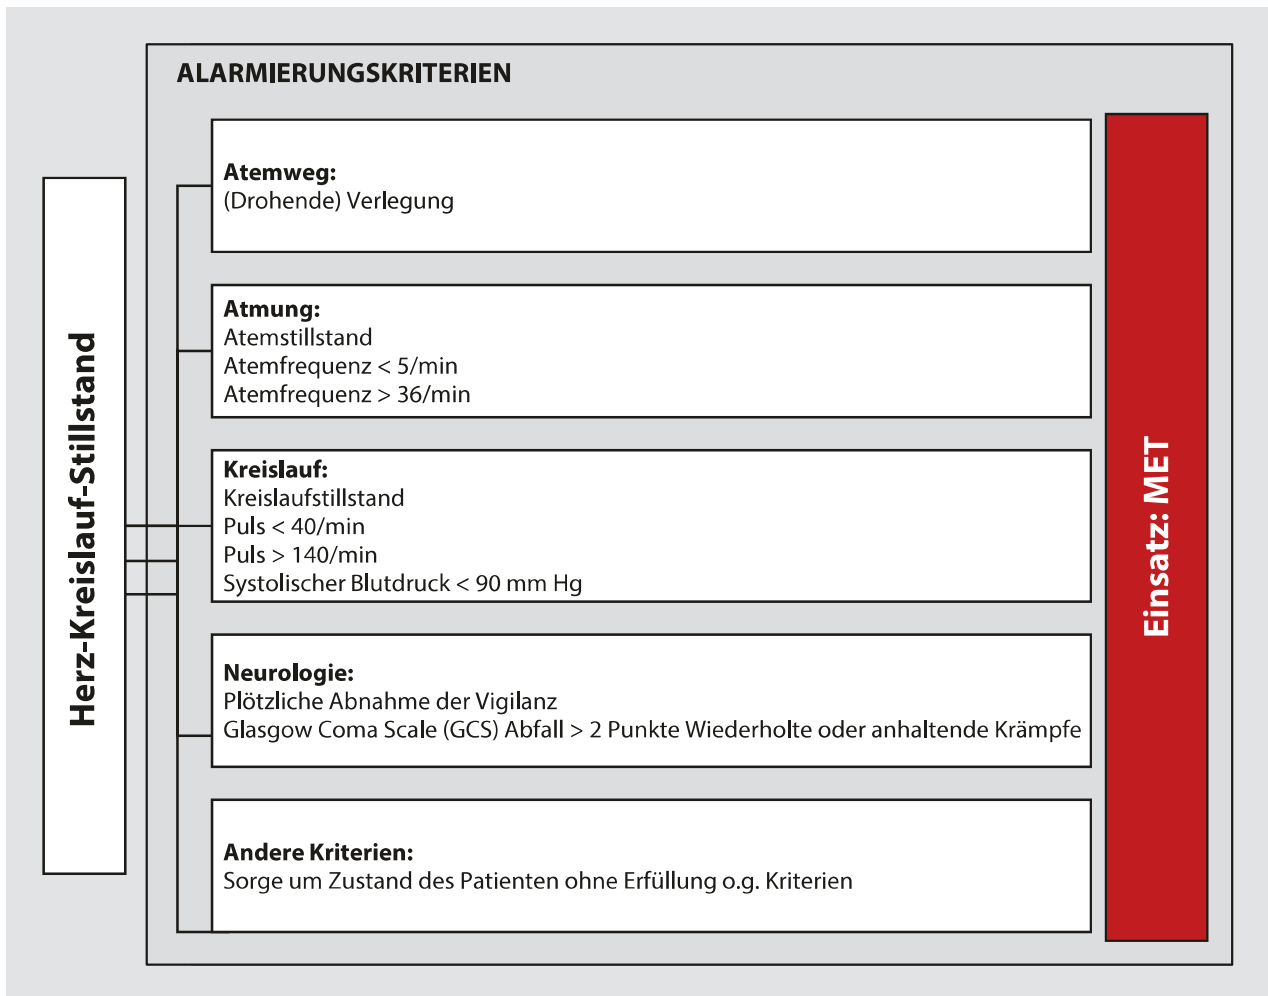 ALARMIERUNGSKRITERIEN
Herz-Kreislauf-Stillstand
Atemweg:
(Drohende) Verlegung
Atmung:
Atemstillstand
Atemfrequenz < 5/min
Atemfrequenz > 36/min
Kreislauf:
Kreislaufstillstand
Puls < 40/min
Puls > 140/min
Systolischer Blutdruck < 90 mm Hg
Neurologie:
Plötzliche Abnahme der Vigilanz
Glasgow Coma Scale (GCS) Abfall > 2 Punkte Wiederholte oder anhaltende Krämpfe
Andere Kriterien:
Sorge um Zustand des Patienten ohne Erfüllung o.g. Kriterien
Einsatz: MET